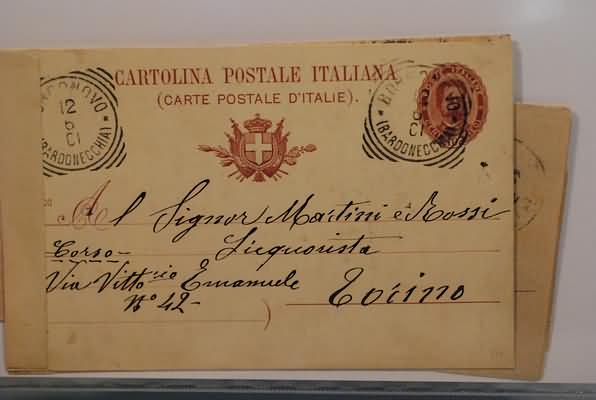 CARTOLINA POSTALE ITALIANA
(CARTE POSTALE D'ITALIE).
12
6
C1
(BARDONECCHIA)
(BARDONECCHIA)
Al Signor Martini e Rossi
Liquorista
Corso
Via Vittorio Emanuele
N° 42
Torino